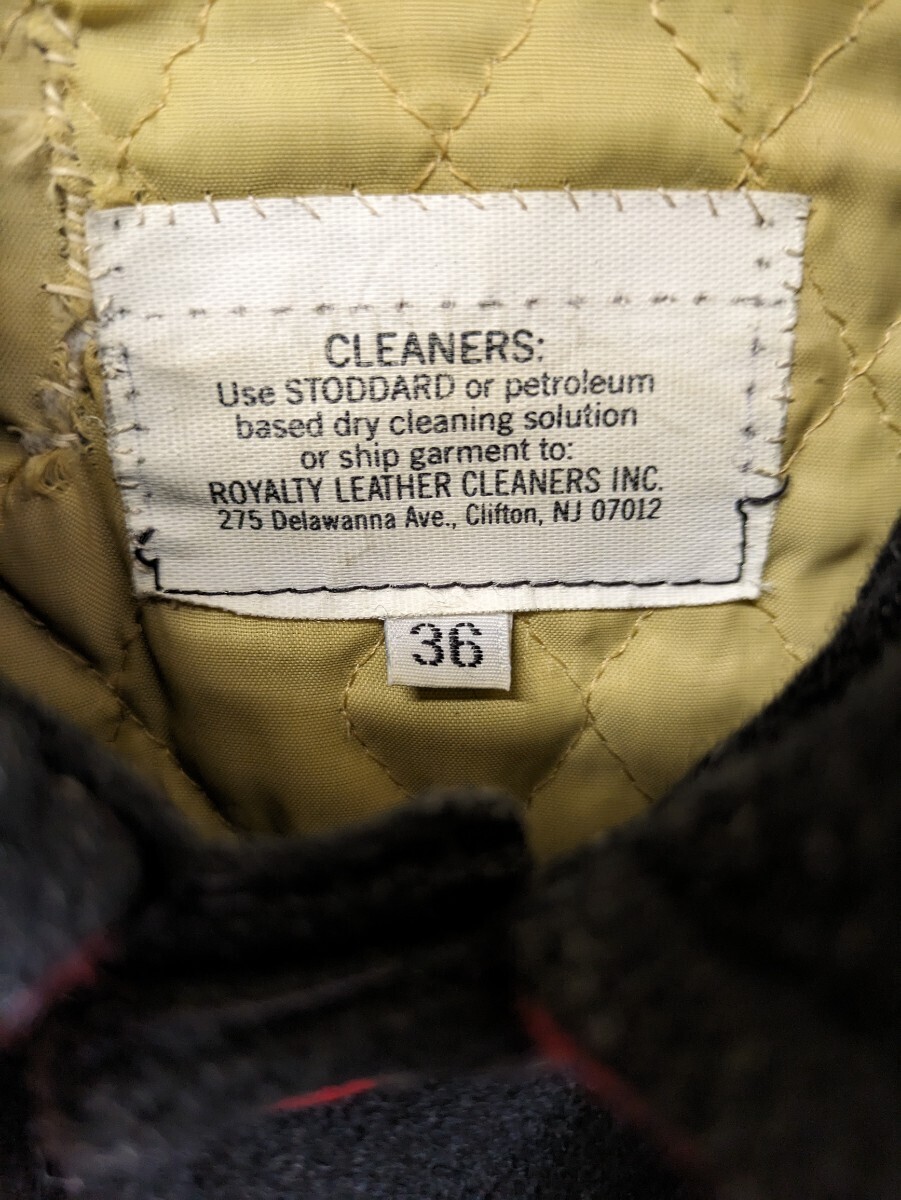 CLEANERS:
Use STODDARD or petroleum
based dry cleaning solution
or ship garment to:
ROYALTY LEATHER CLEANERS INC.
275 Delawanna Ave., Clifton, NJ 07012
36